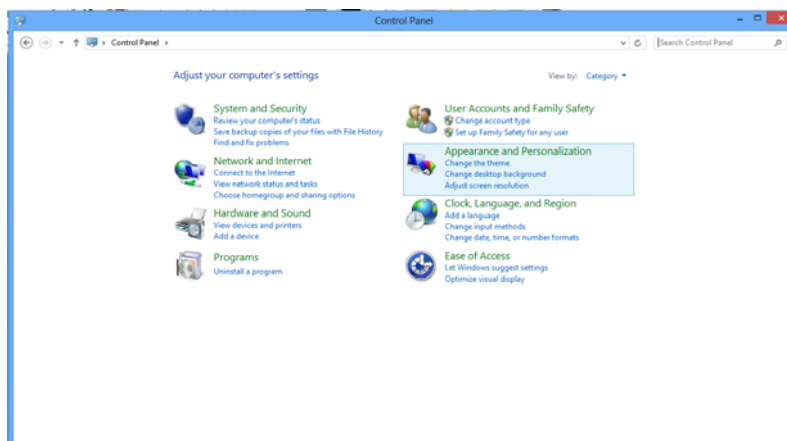 Control Panel
Control Panel
Search Control Panel
Adjust your computer's settings
View by: Category
System and Security
Review your computer's status
Save backup copies of your files with File History
Find and fix problems
Network and Internet
Connect to the Internet
View network status and tasks
Choose homegroup and sharing options
Hardware and Sound
View devices and printers
Add a device
Programs
Uninstall a program
User Accounts and Family Safety
Change account type
Set up Family Safety for any user
Appearance and Personalization
Change the theme
Change desktop background
Adjust screen resolution
Clock, Language, and Region
Add a language
Change input methods
Change date, time, or number formats
Ease of Access
Let Windows suggest settings
Optimize visual display